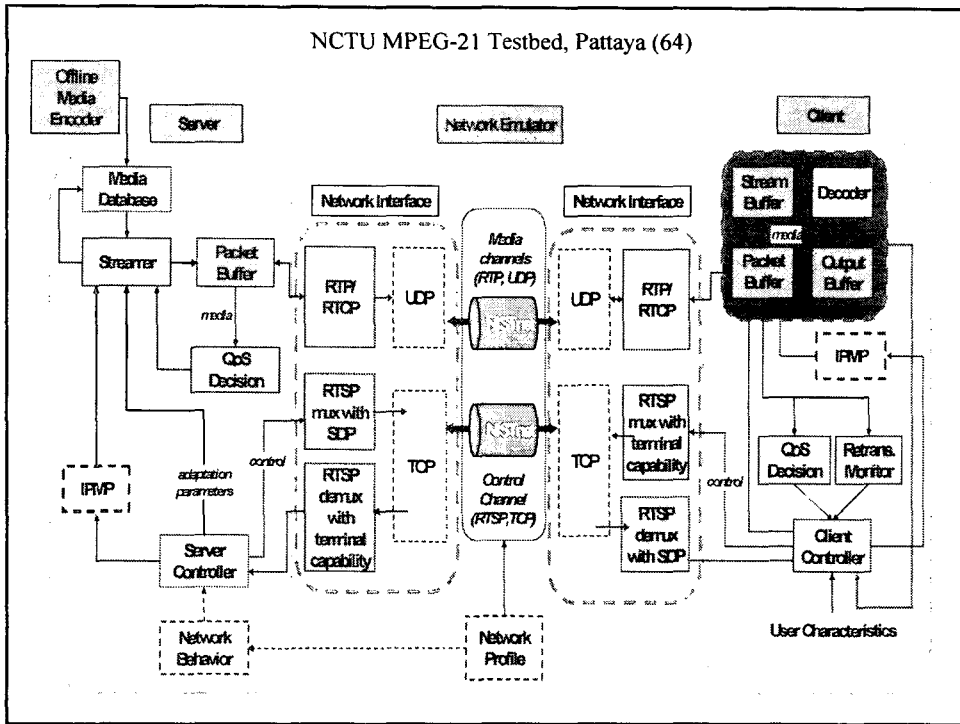 NCTU MPEG-21 Testbed, Pattaya (64)
Offline
Media
Encoder
Server
Network Emulator
Client
Media
Database
Streamer
Packet
Buffer
media
QoS
Decision
IPMP
adaptation
parameters
control
Server
Controller
Network
Behavior
Network Interface
RTP/
RTCP
UDP
RTSP
mux with
SDP
TCP
RTSP
demux
with
terminal
capability
Media
channels
(RTP, UDP)
Control
Channel
(RTSP,TCP)
Network
Profile
Network Interface
UDP
RTP/
RTCP
TCP
RTSP
mux with
terminal
capability
RTSP
demux
with SDP
control
Stream
Buffer
Decoder
media
Packet
Buffer
Output
Buffer
IPMP
QoS
Decision
Retrans.
Monitor
Client
Controller
User Characteristics